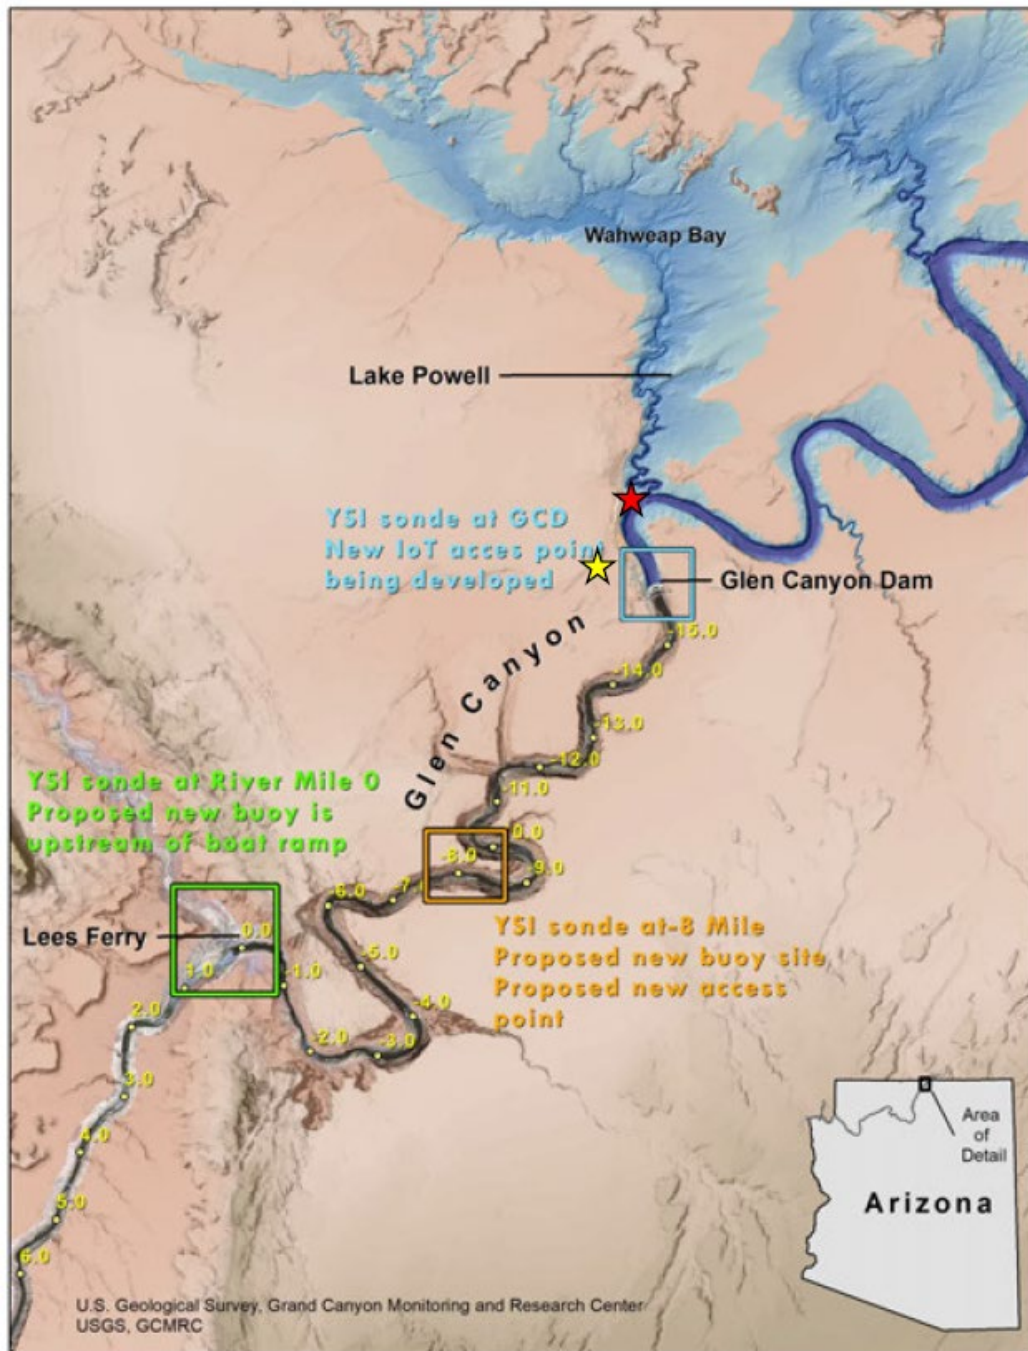 Wahweap Bay
Lake Powell
YSI sonde at GCD
New IoT acces point
being developed
Glen Canyon Dam
Glen Canyon
-15.0
-14.0
-13.0
-12.0
-11.0
YSI sonde at River Mile 0
Proposed new buoy is
upstream of boat ramp
0.0
-8.0
-9.0
-7.
6.0
YSI sonde at-8 Mile
Proposed new buoy site
Proposed new access
point
Lees Ferry
0.0
1.0
-1.0
-5.0
-4.0
2.0
-2.0
-3.0
3.0
4.0
5.0
6.0
Area
of
Detail
Arizona
U.S. Geological Survey, Grand Canyon Monitoring and Research Center
USGS, GCMRC